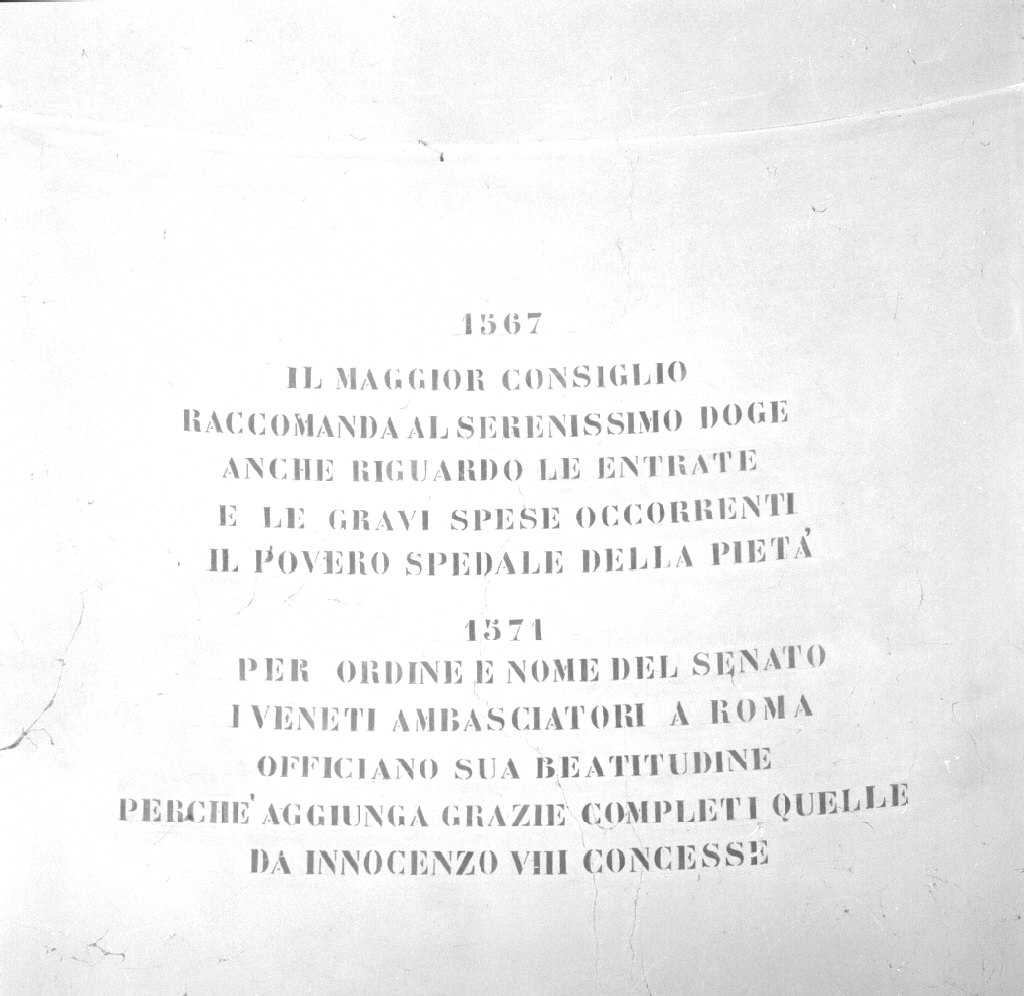 1567
IL MAGGIOR CONSIGLIO
RACCOMANDA AL SERENISSIMO DOGE
ANCHE RIGUARDO LE ENTRATE
E LE GRAVI SPESE OCCORRENTI
IL POVERO SPEDALE DELLA PIETÁ
1571
PER ORDINE E NOME DEL SENATO
I VENETI AMBASCIATORI A ROMA
OFFICIANO SUA BEATITUDINE
PERCHE' AGGIUNGA GRAZIE COMPLETI QUELLE
DA INNOCENZO VIII CONCESSE